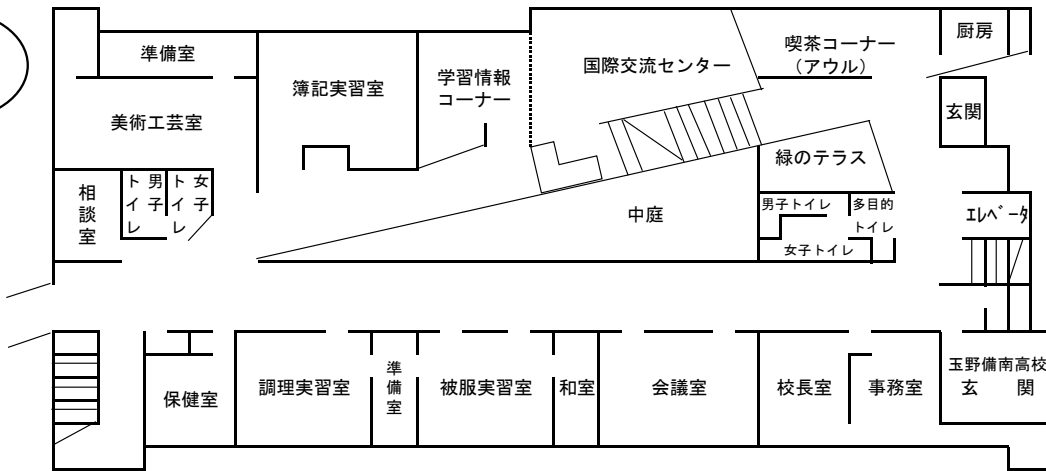 厨房
準備室
喫茶コーナー
（アウル）
国際交流センター
学習情報
コーナー
簿記実習室
玄関
美術工芸室
緑のテラス
相談室
男子トイレ
女子トイレ
中庭
男子トイレ
多目的
トイレ
女子トイレ
エレベータ
保健室
調理実習室
準備室
被服実習室
和室
会議室
校長室
事務室
玉野備南高校
玄　関